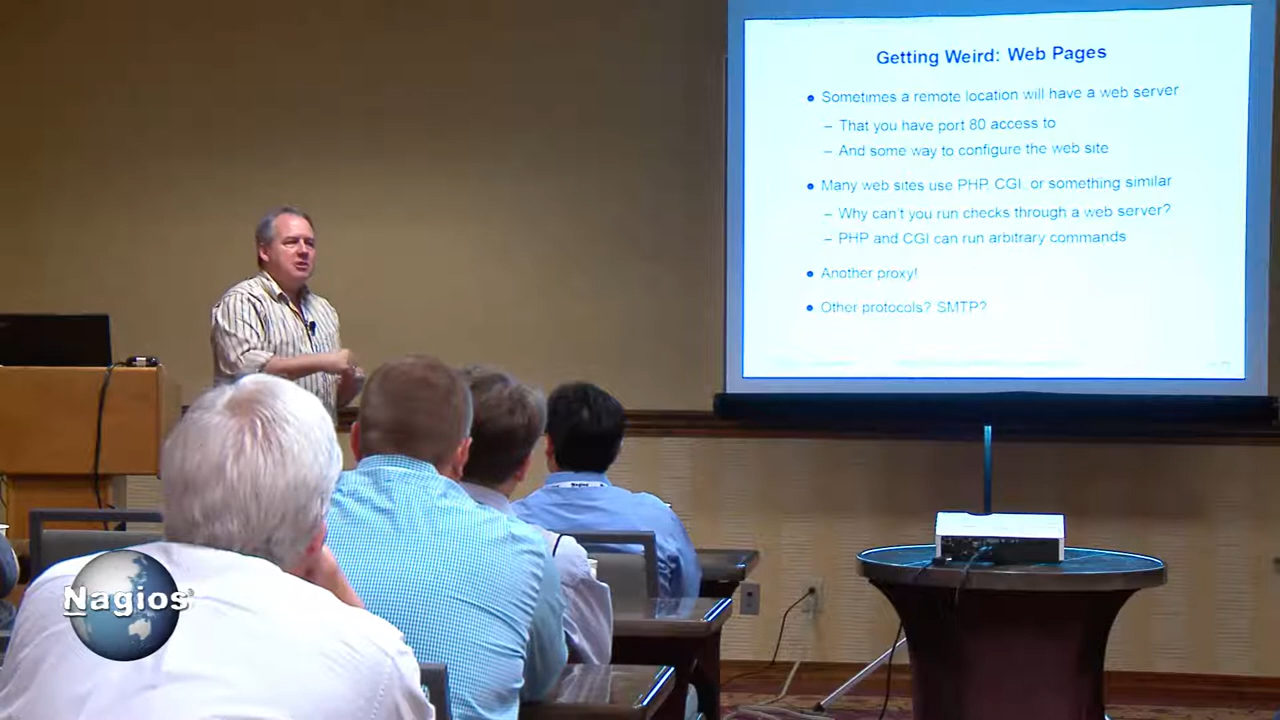 Getting Weird: Web Pages
• Sometimes a remote location will have a web server
– That you have port 80 access to
– And some way to configure the web site
• Many web sites use PHP, CGI, or something similar
– Why can't you run checks through a web server?
– PHP and CGI can run arbitrary commands
• Another proxy!
• Other protocols? SMTP?
Nagios
Nagios®